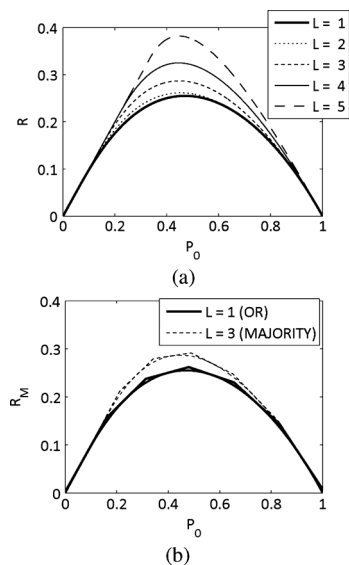 L = 1
L = 2
L = 3
L = 4
L = 5
0.4
0.3
0.2
0.1
0
R
0 0.2 0.4 0.6 0.8 1
P0
(a)
L = 1 (OR)
L = 3 (MAJORITY)
0.4
0.3
0.2
0.1
0
RM
0 0.2 0.4 0.6 0.8 1
P0
(b)